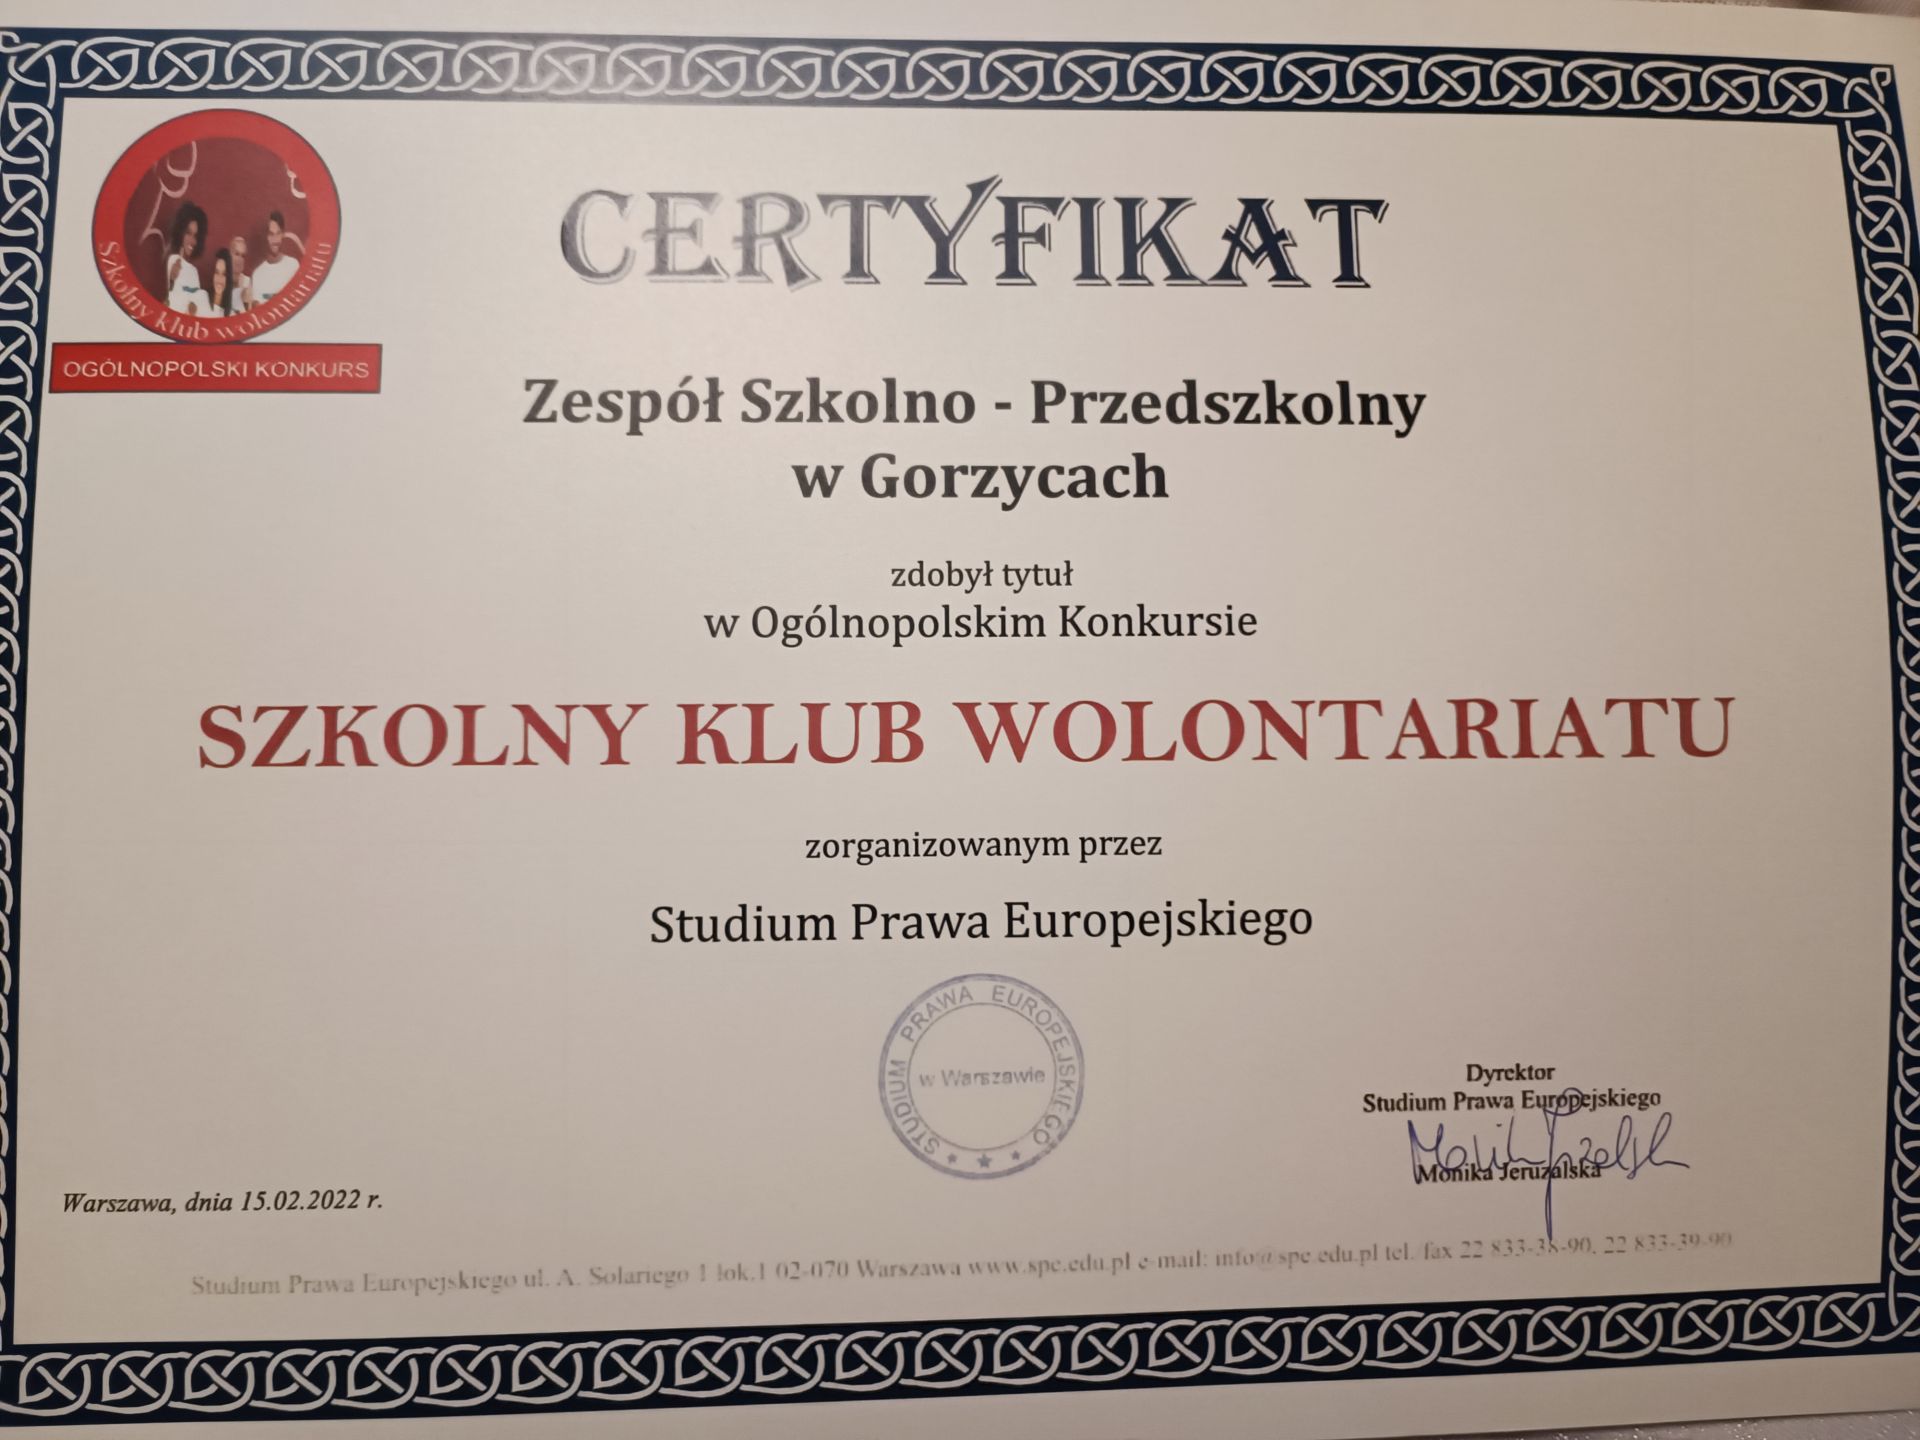 Szkolny klub wolontariatu
OGÓLNOPOLSKI KONKURS
CERTYFIKAT
Zespół Szkolno - Przedszkolny
w Gorzycach
zdobył tytuł
w Ogólnopolskim Konkursie
SZKOLNY KLUB WOLONTARIATU
zorganizowanym przez
Studium Prawa Europejskiego
STUDIUM PRAWA EUROPEJSKIEGO
w Warszawie
Dyrektor
Studium Prawa Europejskiego
Monika Jeruzalska
Warszawa, dnia 15.02.2022 r.
Studium Prawa Europejskiego ul. A. Solariego 1 lok.1 02-070 Warszawa www.spe.edu.pl e-mail: info@spe.edu.pl tel./fax 22 833-38-90, 22 833-39-90